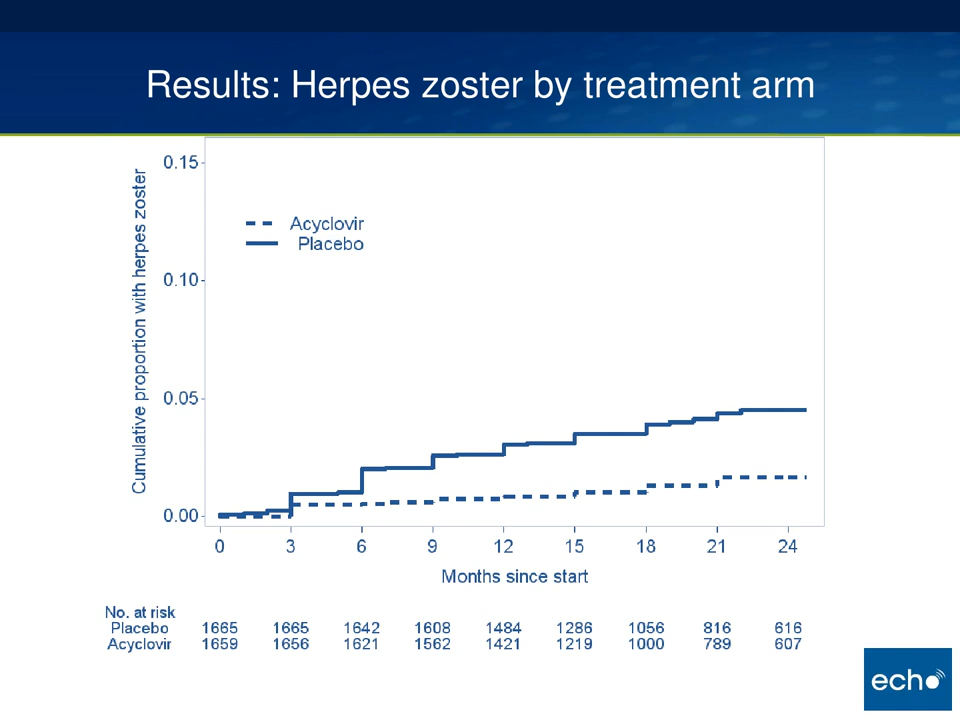 Results: Herpes zoster by treatment arm
Cumulative proportion with herpes zoster
0.15
0.10
0.05
0.00
Acyclovir
Placebo
0 3 6 9 12 15 18 21 24
Months since start
No. at risk
Placebo 1665 1665 1642 1608 1484 1286 1056 816 616
Acyclovir 1659 1656 1621 1562 1421 1219 1000 789 607
echo